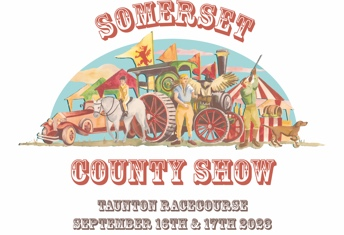 SOMERSET
COUNTY SHOW
TAUNTON RACECOURSE
SEPTEMBER 16TH & 17TH 2023